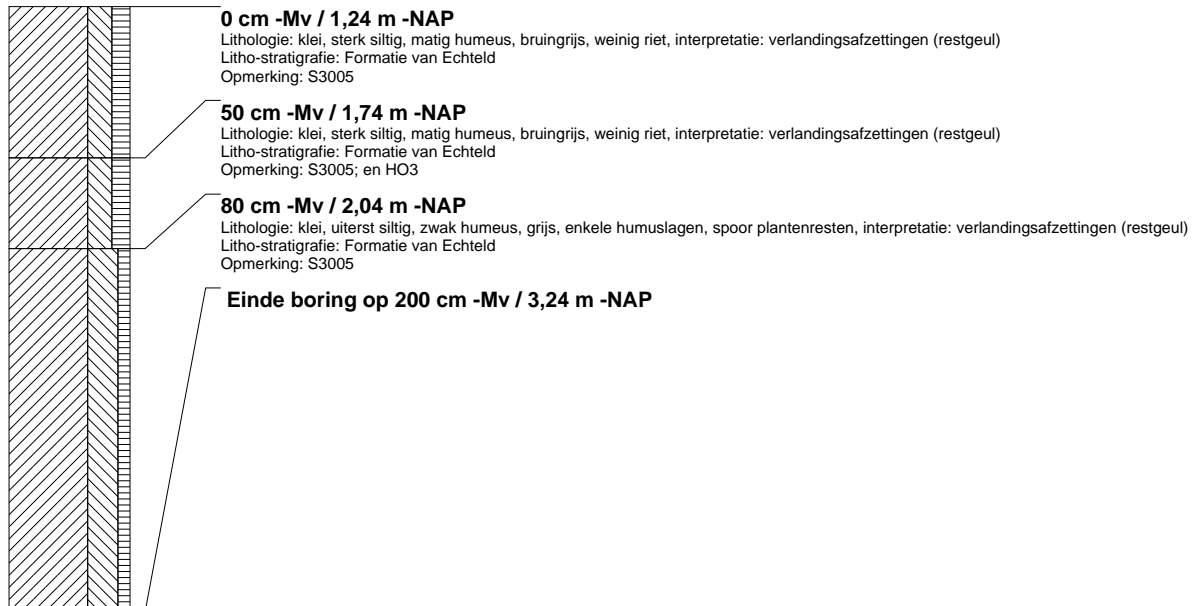 0 cm -Mv / 1,24 m -NAP
Lithologie: klei, sterk siltig, matig humeus, bruingrijs, weinig riet, interpretatie: verlandingsafzettingen (restgeul)
Litho-stratigrafie: Formatie van Echteld
Opmerking: S3005
50 cm -Mv / 1,74 m -NAP
Lithologie: klei, sterk siltig, matig humeus, bruingrijs, weinig riet, interpretatie: verlandingsafzettingen (restgeul)
Litho-stratigrafie: Formatie van Echteld
Opmerking: S3005; en HO3
80 cm -Mv / 2,04 m -NAP
Lithologie: klei, uiterst siltig, zwak humeus, grijs, enkele humuslagen, spoor plantenresten, interpretatie: verlandingsafzettingen (restgeul)
Litho-stratigrafie: Formatie van Echteld
Opmerking: S3005
Einde boring op 200 cm -Mv / 3,24 m -NAP